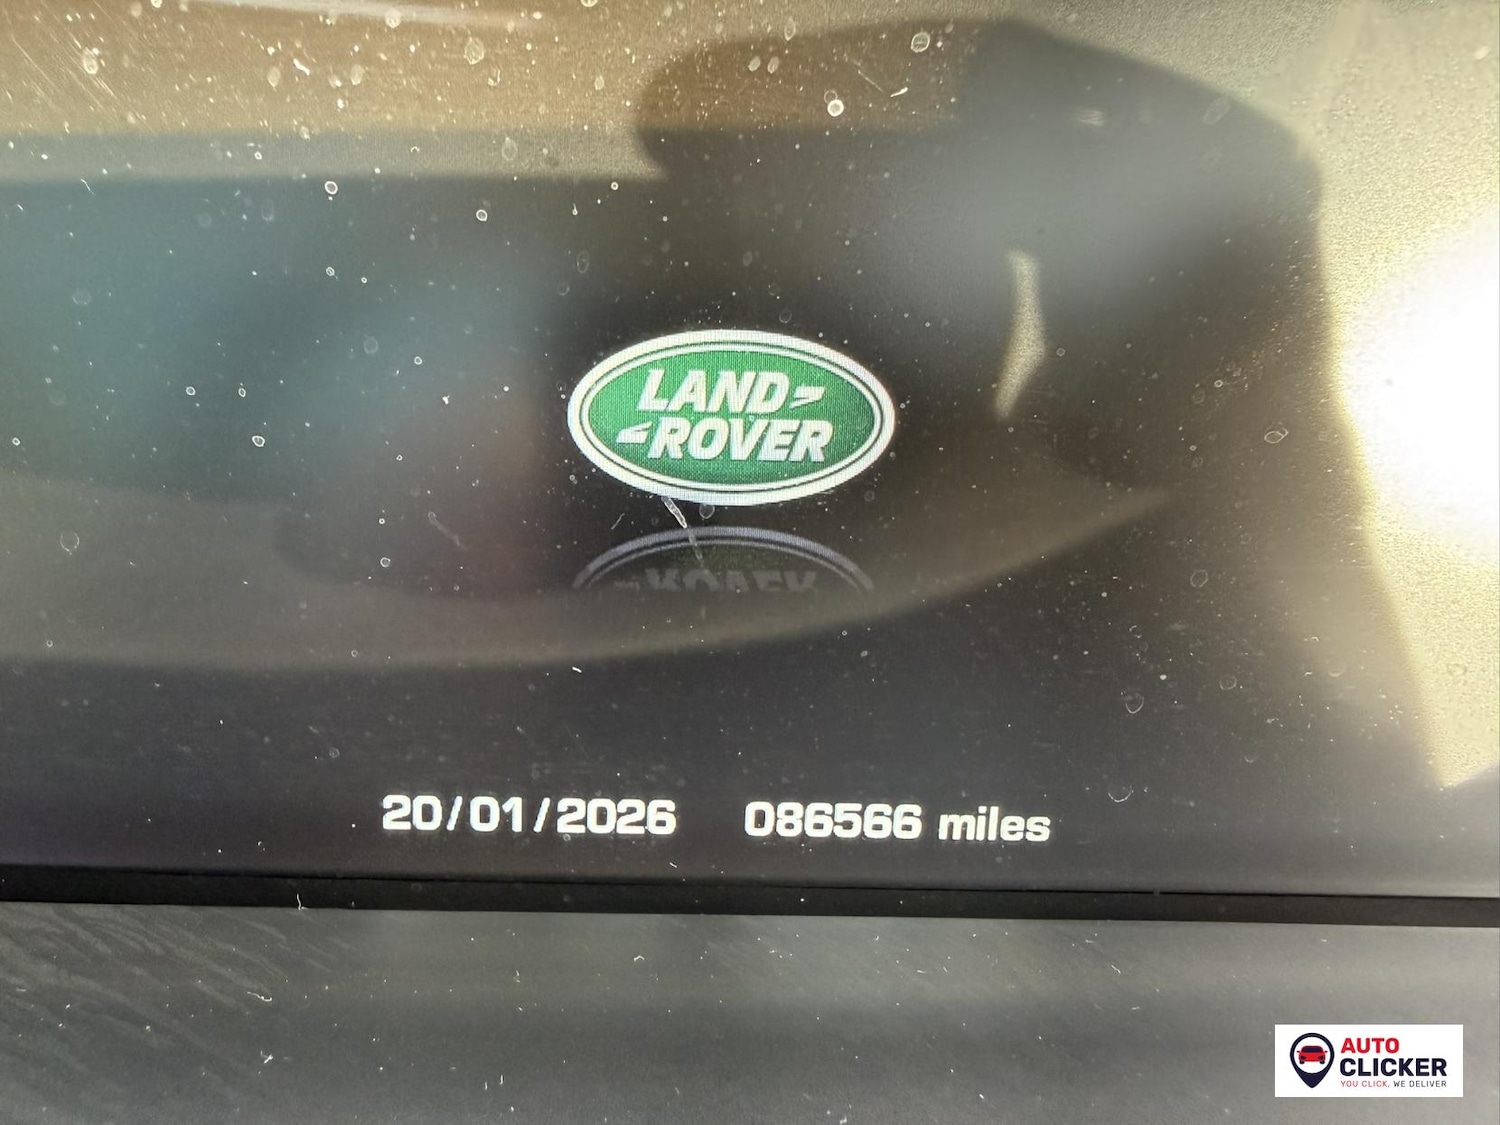 LAND-
-ROVER
20/01/2026 086566 miles
AUTO
CLICKER
YOU CLICK, WE DELIVER